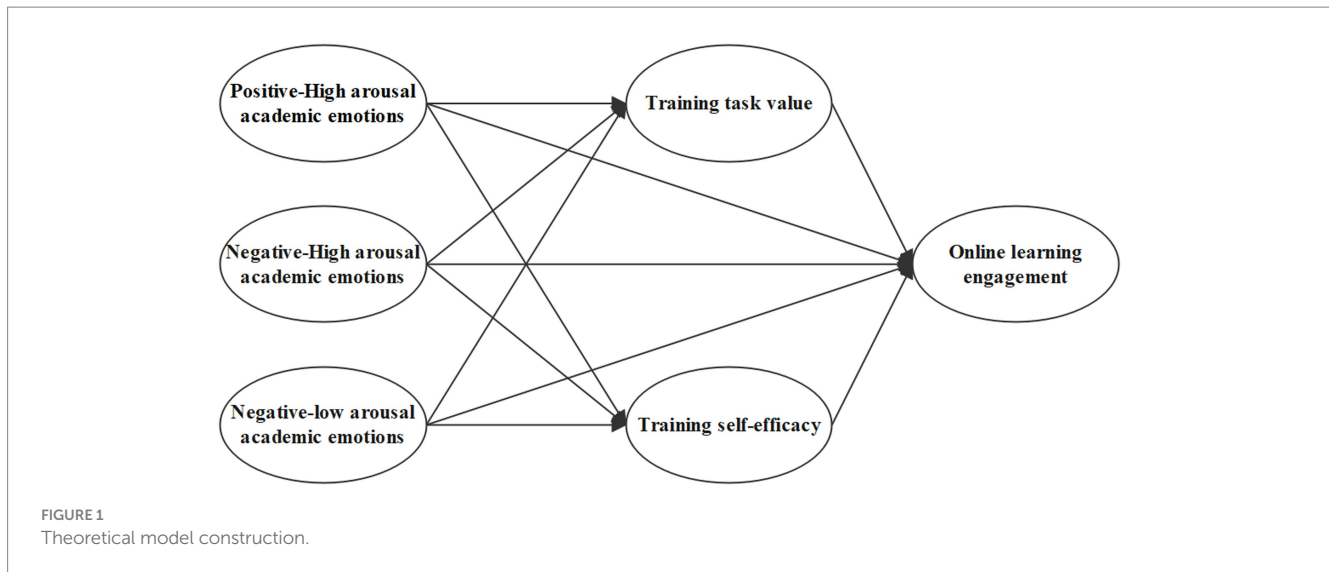 Positive-High arousal
academic emotions
Training task value
Negative-High arousal
academic emotions
Online learning
engagement
Negative-low arousal
academic emotions
Training self-efficacy
FIGURE 1
Theoretical model construction.